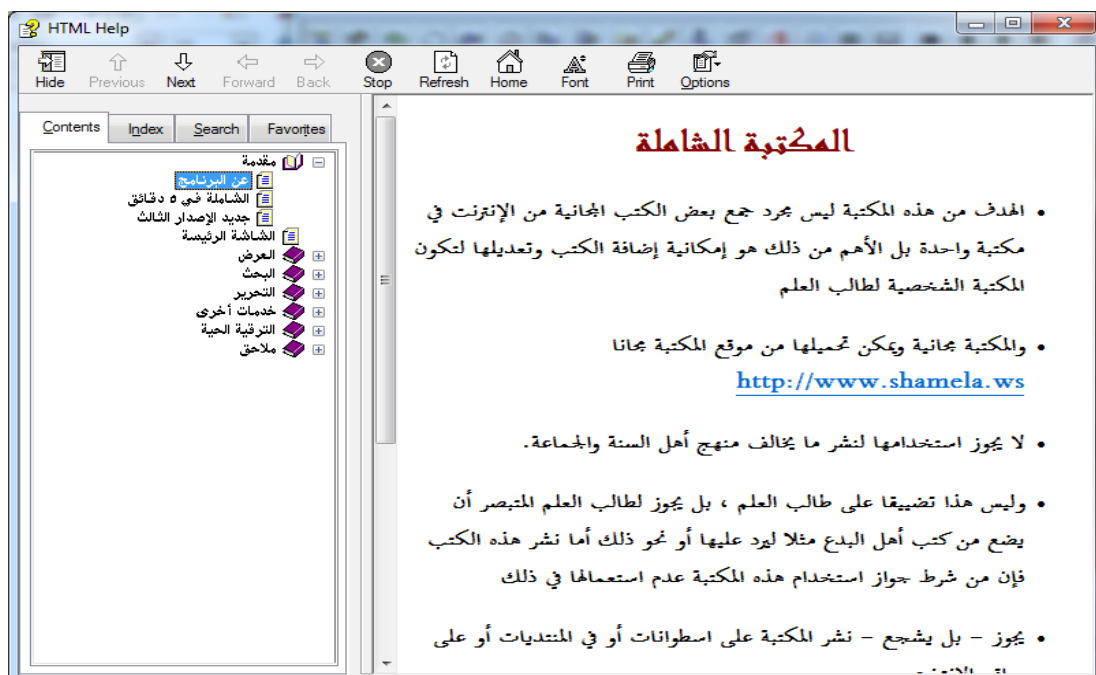 HTML Help
Hide Previous Next Forward Back Stop Refresh Home Font Print Options
Contents Index Search Favorites
مقدمة
عن البرنامج
الشاملة في ٥ دقائق
جديد الإصدار الثالث
الشاشة الرئيسة
العرض
البحث
التحرير
خدمات أخرى
الترقية الحية
ملاحق
المكتبة الشاملة
• الهدف من هذه المكتبة ليس مجرد جمع بعض الكتب المجانية من الإنترنت في
مكتبة واحدة بل الأهم من ذلك هو إمكانية إضافة الكتب وتعديلها لتكون
المكتبة الشخصية لطالب العلم
• والمكتبة مجانية ويمكن تحميلها من موقع المكتبة مجانا
http://www.shamela.ws
• لا يجوز استخدامها لنشر ما يخالف منهج أهل السنة والجماعة.
• وليس هذا تضييقا على طالب العلم ، بل يجوز لطالب العلم المتبصر أن
يضع من كتب أهل البدع مثلا ليرد عليها أو نحو ذلك أما نشر هذه الكتب
فإن من شرط جواز استخدام هذه المكتبة عدم استعمالها في ذلك
• يجوز – بل يشجع – نشر المكتبة على اسطوانات أو في المنتديات أو على